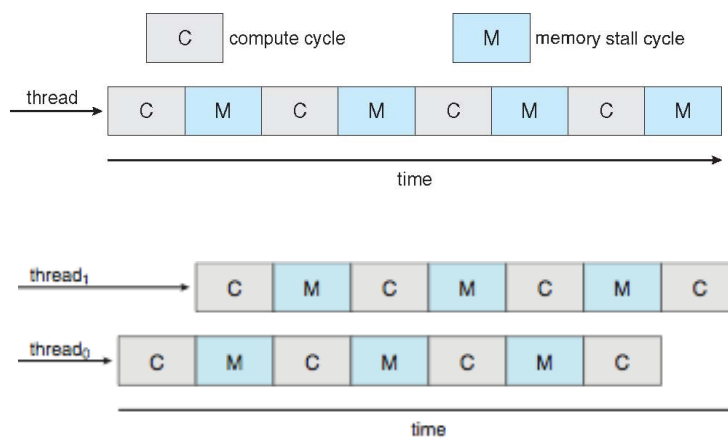 C compute cycle M memory stall cycle
thread C M C M C M C M
time
thread1 C M C M C M C
thread0 C M C M C M C
time